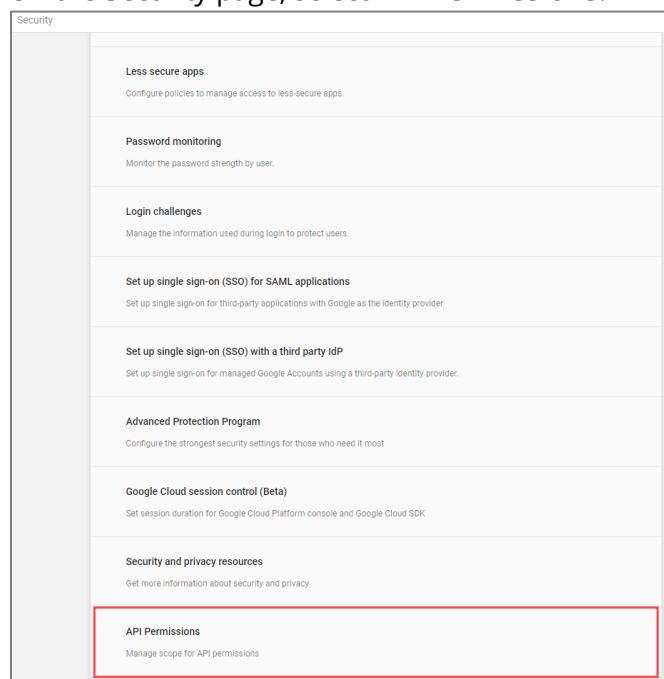 Security
Less secure apps
Configure policies to manage access to less-secure apps.
Password monitoring
Monitor the password strength by user.
Login challenges
Manage the information used during login to protect users.
Set up single sign-on (SSO) for SAML applications
Set up single sign-on for third-party applications with Google as the identity provider.
Set up single sign-on (SSO) with a third party IdP
Set up single sign-on for managed Google Accounts using a third-party identity provider.
Advanced Protection Program
Configure the strongest security settings for those who need it most
Google Cloud session control (Beta)
Set session duration for Google Cloud Platform console and Google Cloud SDK
Security and privacy resources
Get more information about security and privacy
API Permissions
Manage scope for API permissions